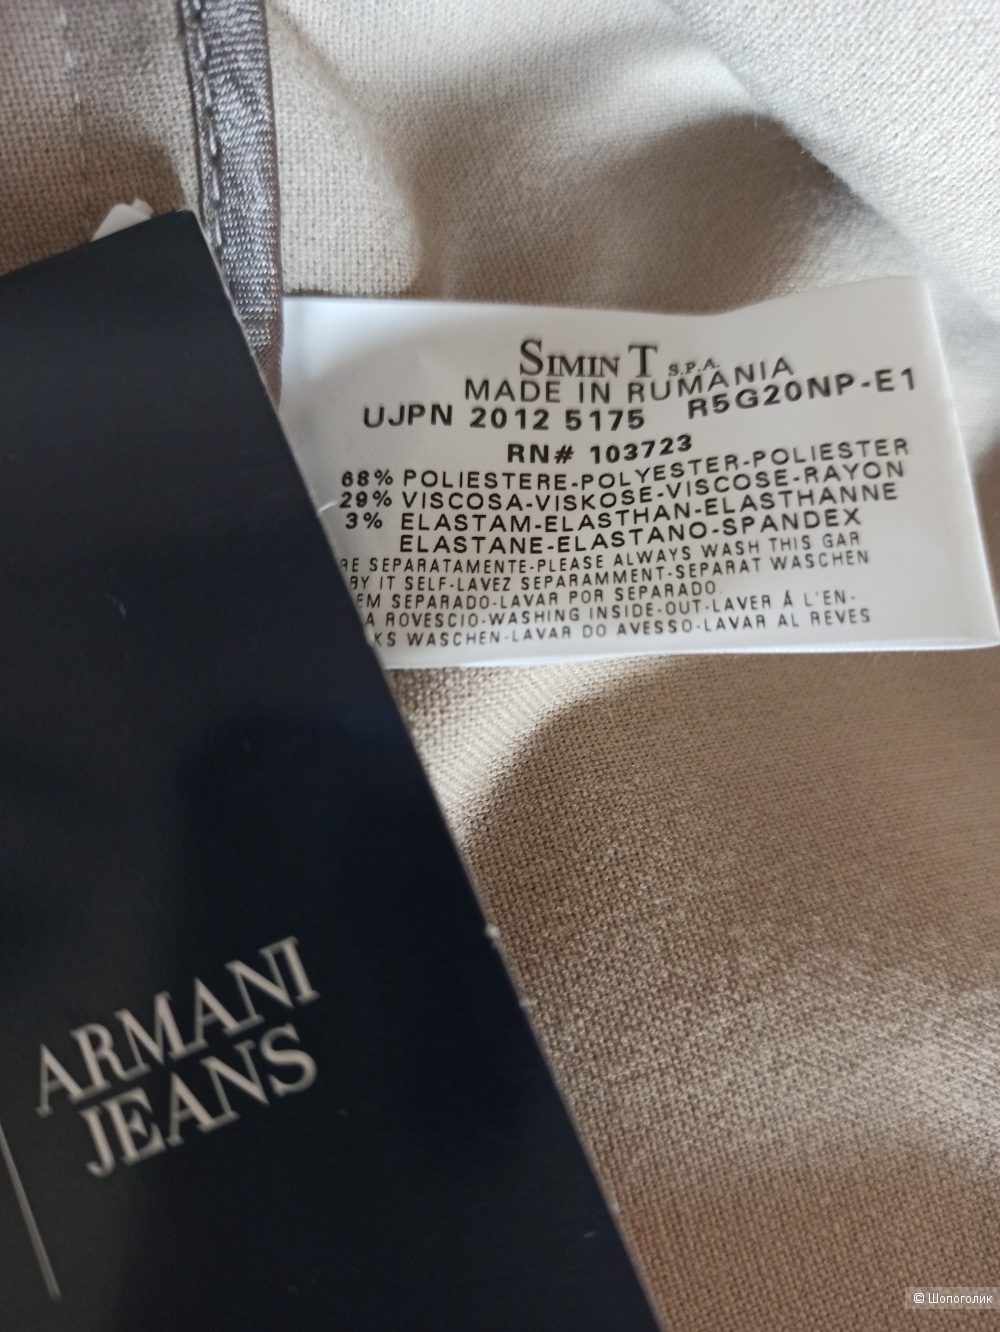 SIMIN T S.P.A.
MADE IN RUMANIA
UJPN 2012 5175 R5G20NP-E1
RN# 103723
68% POLIESTERE-POLYESTER-POLIESTER
29% VISCOSA-VISKOSE-VISCOSE-RAYON
3% ELASTAM-ELASTHAN-ELASTHANNE
ELASTANE-ELASTANO-SPANDEX
RE SEPARATAMENTE-PLEASE ALWAYS WASH THIS GAR
BY IT SELF-LAVEZ SEPARAMMENT-SEPARAT WASCHEN
EM SEPARADO-LAVAR POR SEPARADO.
A ROVESCIO-WASHING INSIDE-OUT-LAVER Á L'EN-
KS WASCHEN-LAVAR DO AVESSO-LAVAR AL REVES
ARMANI
JEANS
© Шопоголик